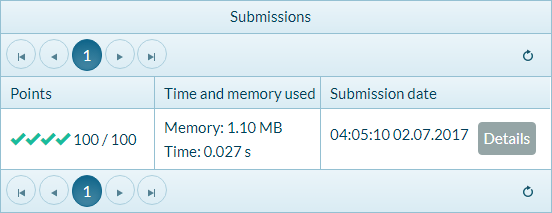 Submissions
1
Points Time and memory used Submission date
100 / 100 Memory: 1.10 MB 04:05:10 02.07.2017 Details
Time: 0.027 s
1